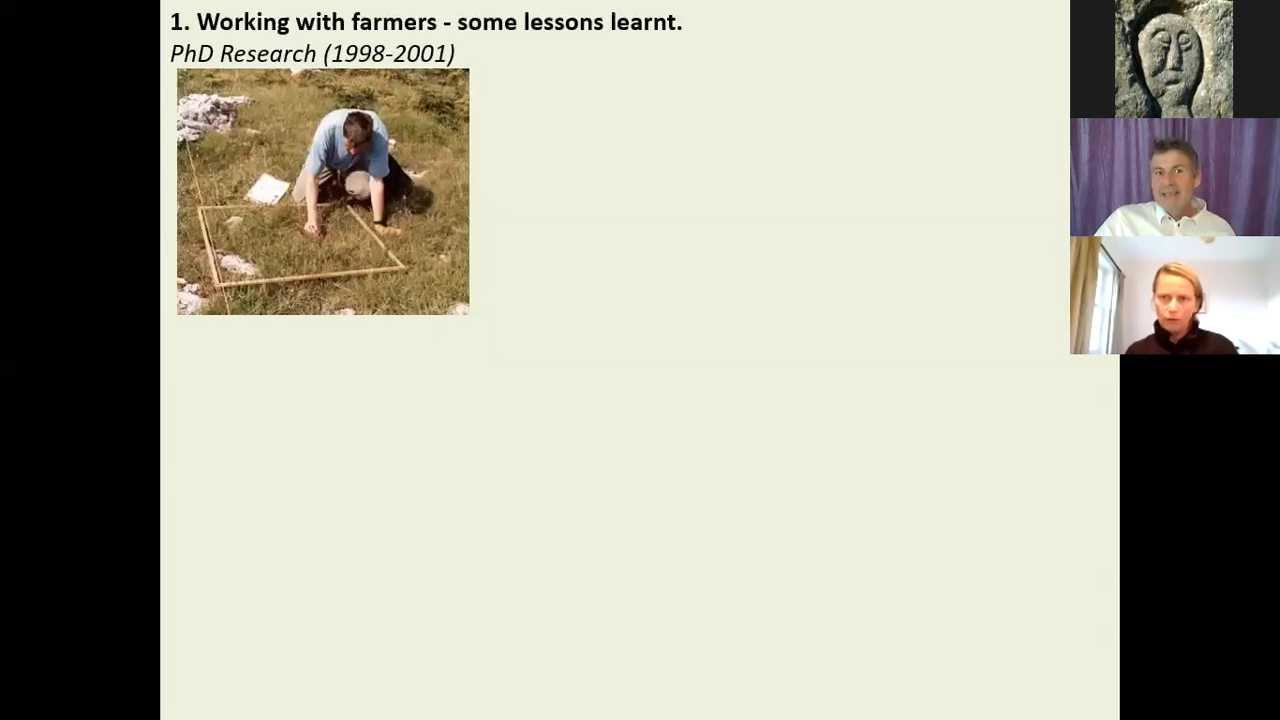 1. Working with farmers - some lessons learnt.
PhD Research (1998-2001)